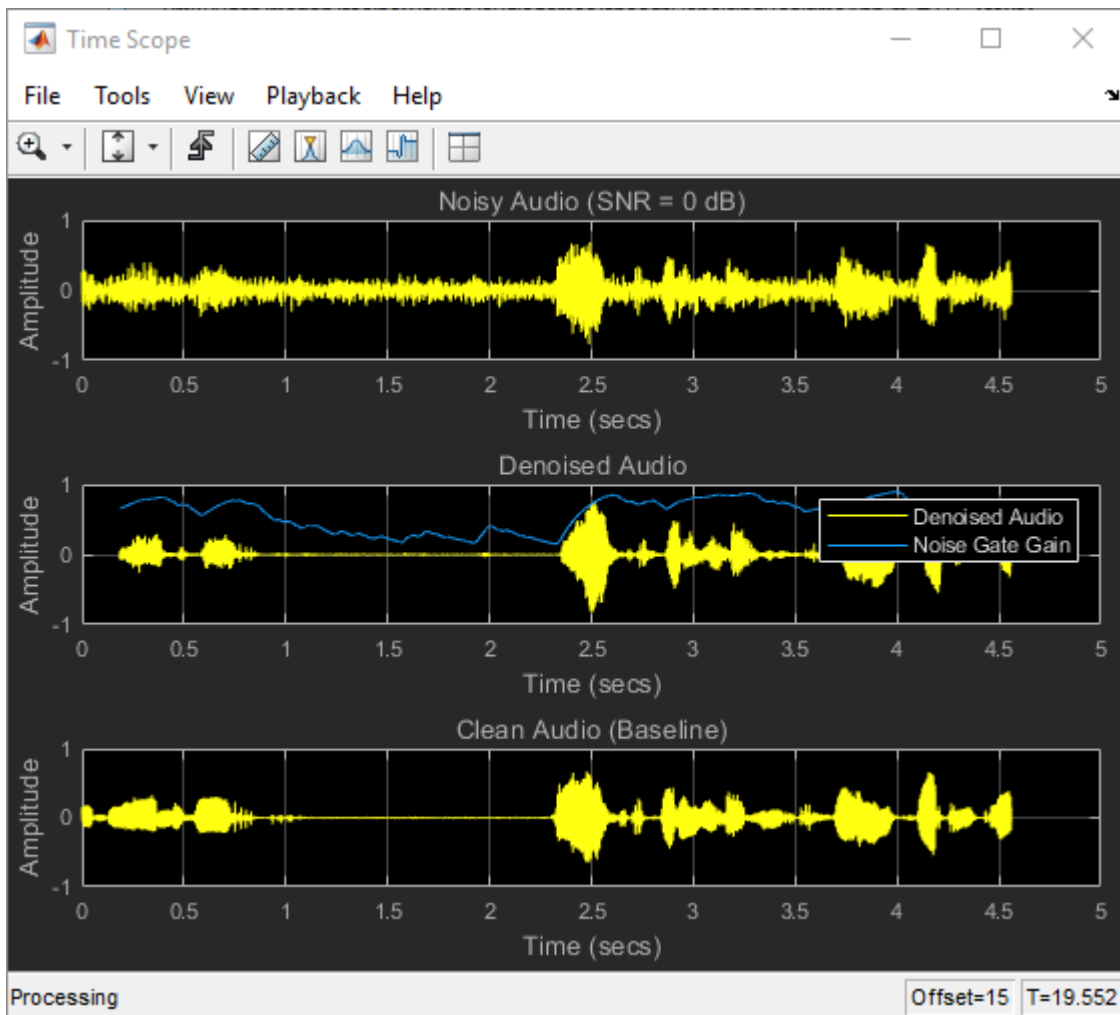 Time Scope
File Tools View Playback Help
Noisy Audio (SNR = 0 dB)
Amplitude
1
0
-1
0 0.5 1 1.5 2 2.5 3 3.5 4 4.5 5
Time (secs)
Denoised Audio
Amplitude
1
0
-1
Denoised Audio
Noise Gate Gain
0 0.5 1 1.5 2 2.5 3 3.5 4 4.5 5
Time (secs)
Clean Audio (Baseline)
Amplitude
1
0
-1
0 0.5 1 1.5 2 2.5 3 3.5 4 4.5 5
Time (secs)
Processing Offset=15 T=19.552